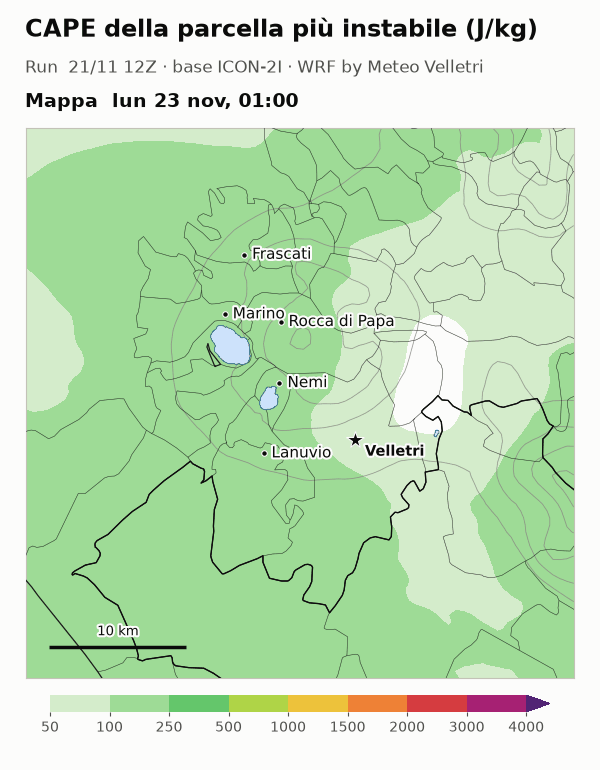 CAPE della parcella più instabile (J/kg)
Run  21/11 12Z · base ICON-2I · WRF by Meteo Velletri
Mappa  lun 23 nov, 01:00
Frascati
Marino
Rocca di Papa
Nemi
Velletri
Lanuvio
10 km
50 100 250 500 1000 1500 2000 3000 4000